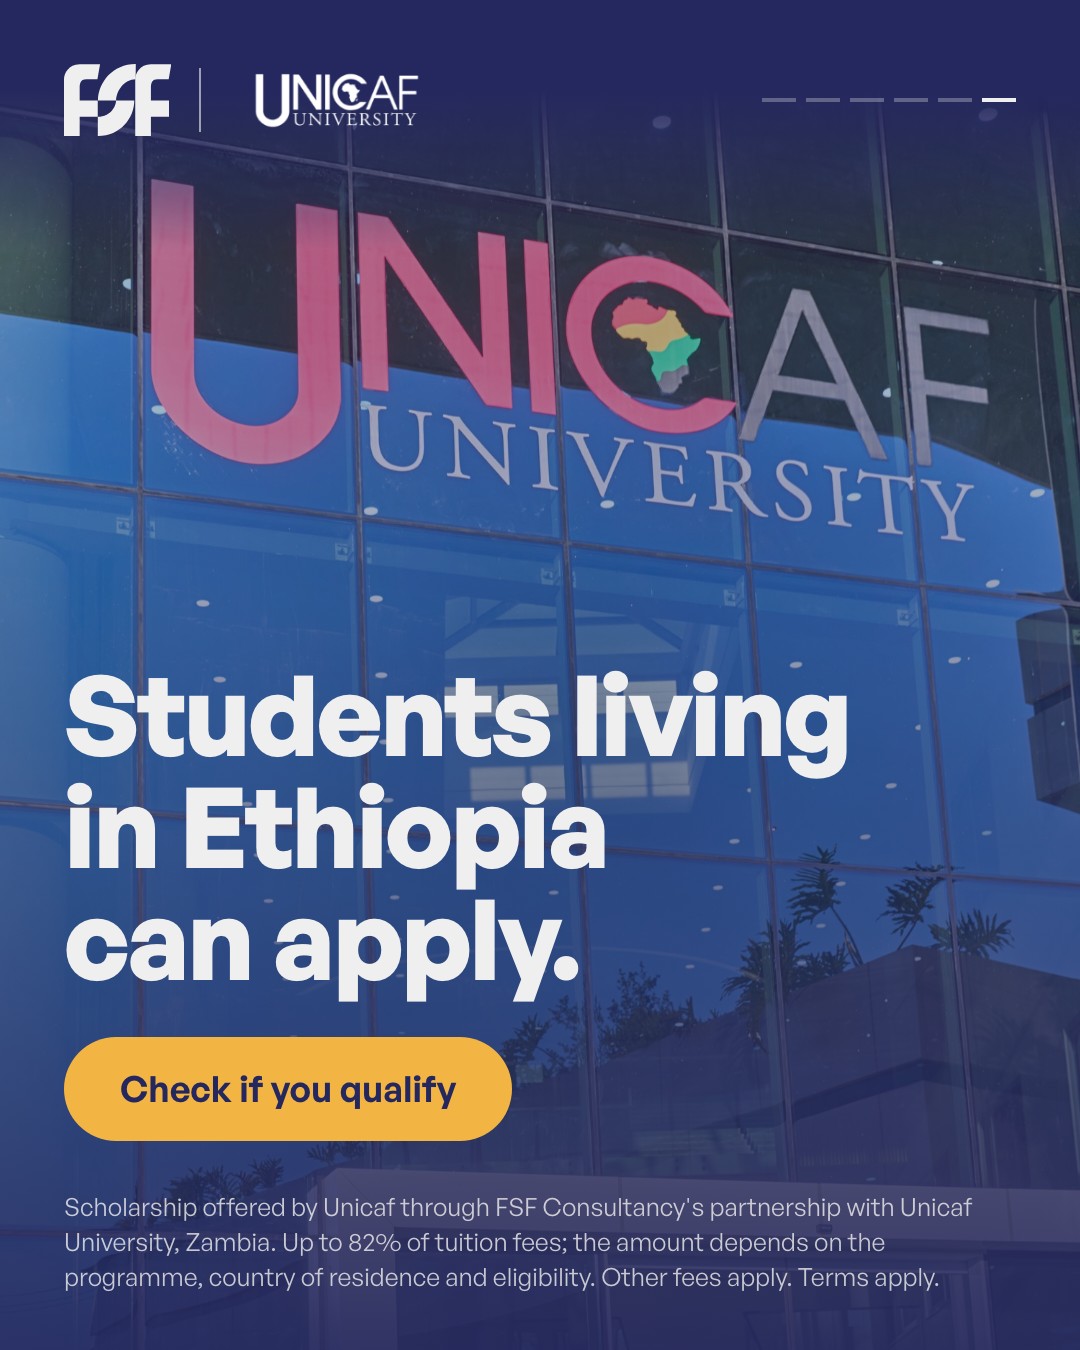 FSF
UNICAF
UNIVERSITY
UNICAF
UNIVERSITY
Students living
in Ethiopia
can apply.
Check if you qualify
Scholarship offered by Unicaf through FSF Consultancy's partnership with Unicaf
University, Zambia. Up to 82% of tuition fees; the amount depends on the
programme, country of residence and eligibility. Other fees apply. Terms apply.